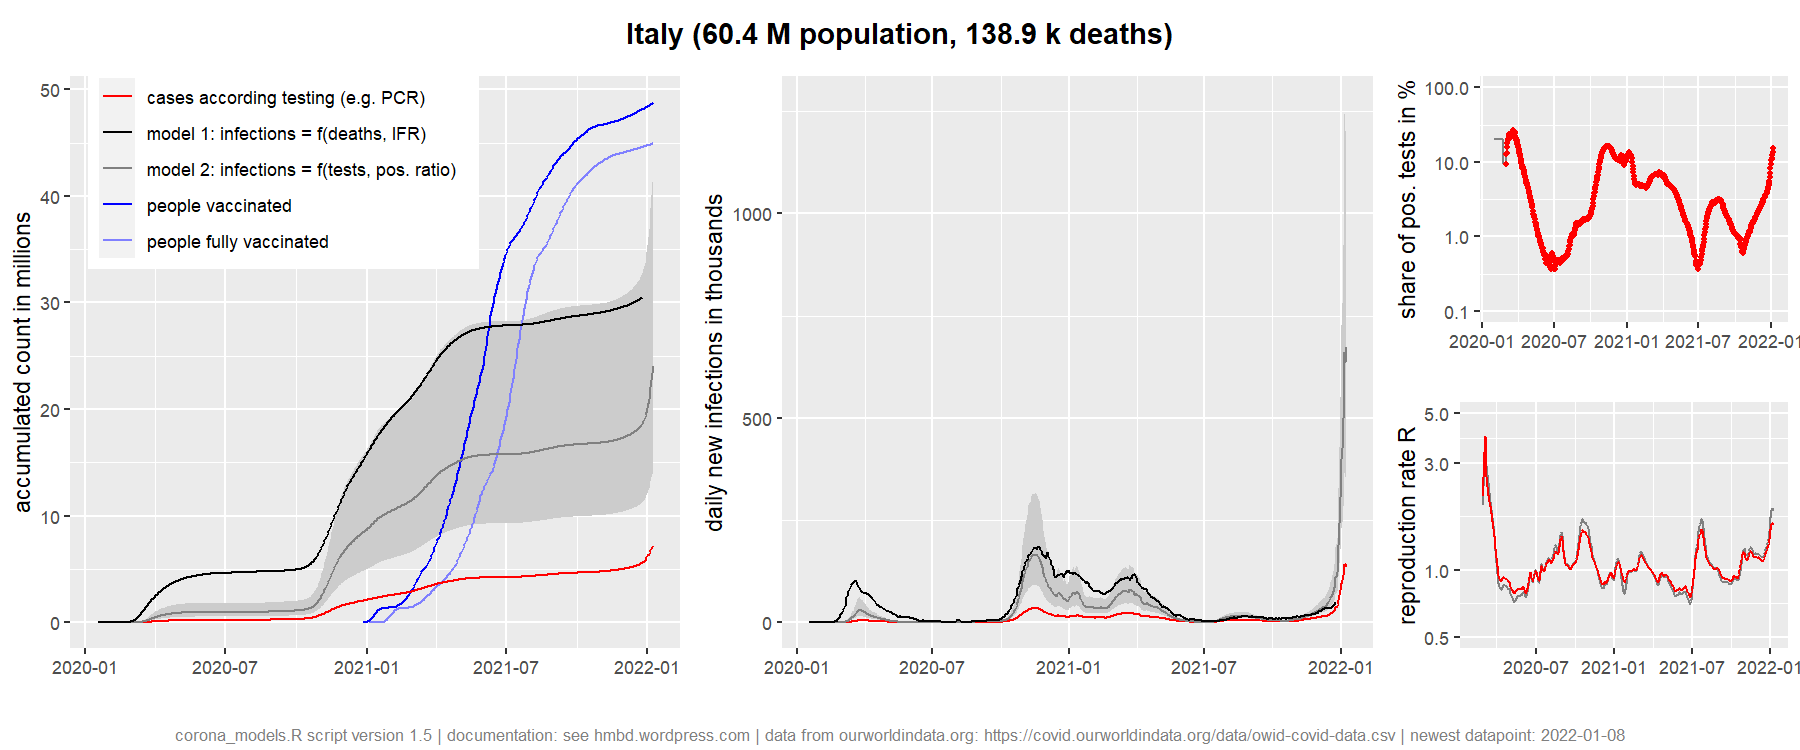 Italy (60.4 M population, 138.9 k deaths)
accumulated count in millions
50
40
30
20
10
0
cases according testing (e.g. PCR)
model 1: infections = f(deaths, IFR)
model 2: infections = f(tests, pos. ratio)
people vaccinated
people fully vaccinated
2020-01 2020-07 2021-01 2021-07 2022-01
daily new infections in thousands
1000
500
0
2020-01 2020-07 2021-01 2021-07 2022-01
share of pos. tests in %
100.0
10.0
1.0
0.1
2020-01 2020-07 2021-01 2021-07 2022-01
reproduction rate R
5.0
3.0
1.0
0.5
2020-07 2021-01 2021-07 2022-01
corona_models.R script version 1.5 | documentation: see hmbd.wordpress.com | data from ourworldindata.org: https://covid.ourworldindata.org/data/owid-covid-data.csv | newest datapoint: 2022-01-08